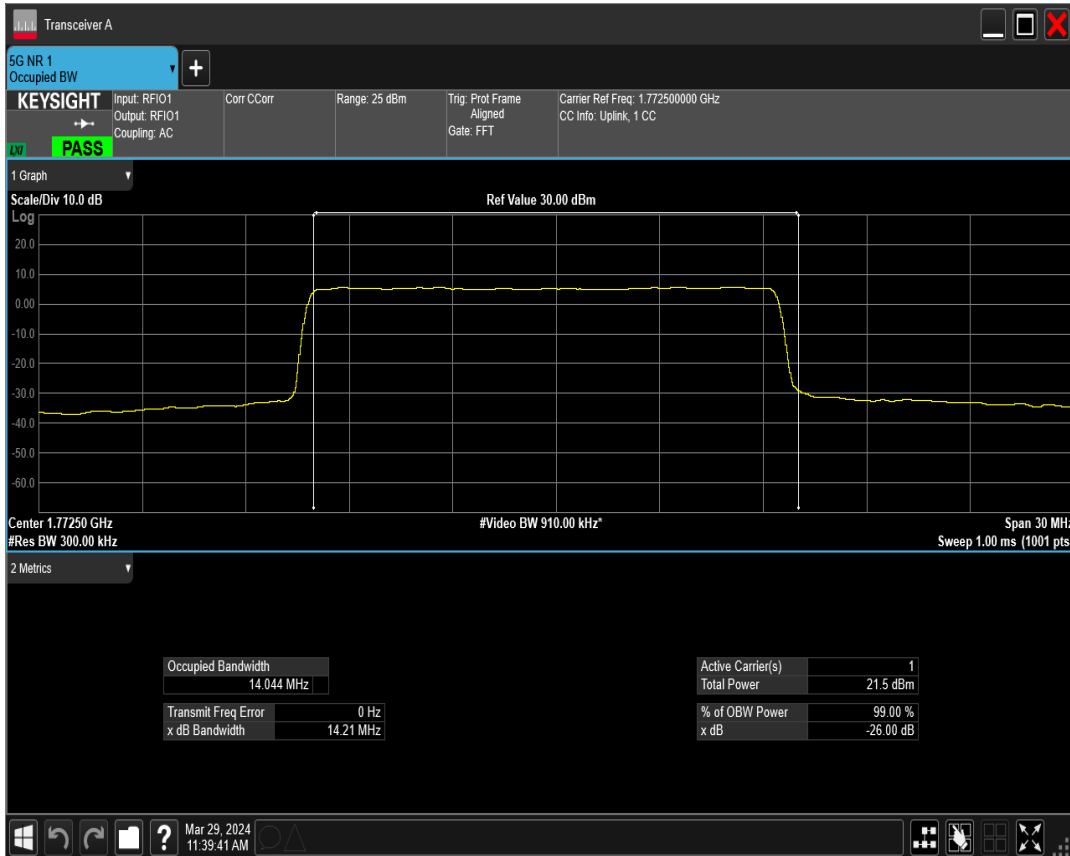 Transceiver A
5G NR 1
Occupied BW
KEYSIGHT
LXI
PASS
Input: RFIO1
Output: RFIO1
Coupling: AC
Corr CCorr
Range: 25 dBm
Trig: Prot Frame
Aligned
Gate: FFT
Carrier Ref Freq: 1.772500000 GHz
CC Info: Uplink, 1 CC
1 Graph
Scale/Div 10.0 dB
Ref Value 30.00 dBm
Log
20.0
10.0
0.00
-10.0
-20.0
-30.0
-40.0
-50.0
-60.0
Center 1.77250 GHz
#Video BW 910.00 kHz*
Span 30 MHz
#Res BW 300.00 kHz
Sweep 1.00 ms (1001 pts
2 Metrics
Occupied Bandwidth
14.044 MHz
Transmit Freq Error 0 Hz
x dB Bandwidth 14.21 MHz
Active Carrier(s) 1
Total Power 21.5 dBm
% of OBW Power 99.00 %
x dB -26.00 dB
?
Mar 29, 2024
11:39:41 AM